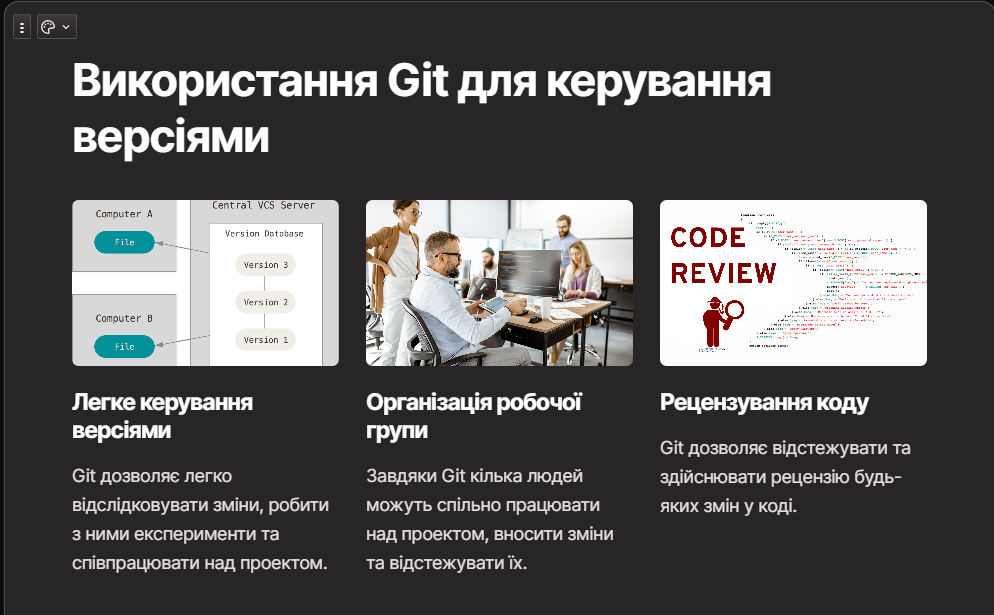 Використання Git для керування
версіями
Computer A
File
Computer B
File
Central VCS Server
Version Database
Version 3
Version 2
Version 1
CODE
REVIEW
Легке керування
версіями
Git дозволяє легко
відслідковувати зміни, робити
з ними експерименти та
співпрацювати над проектом.
Організація робочої
групи
Завдяки Git кілька людей
можуть спільно працювати
над проектом, вносити зміни
та відстежувати їх.
Рецензування коду
Git дозволяє відстежувати та
здійснювати рецензію будь-
яких змін у коді.